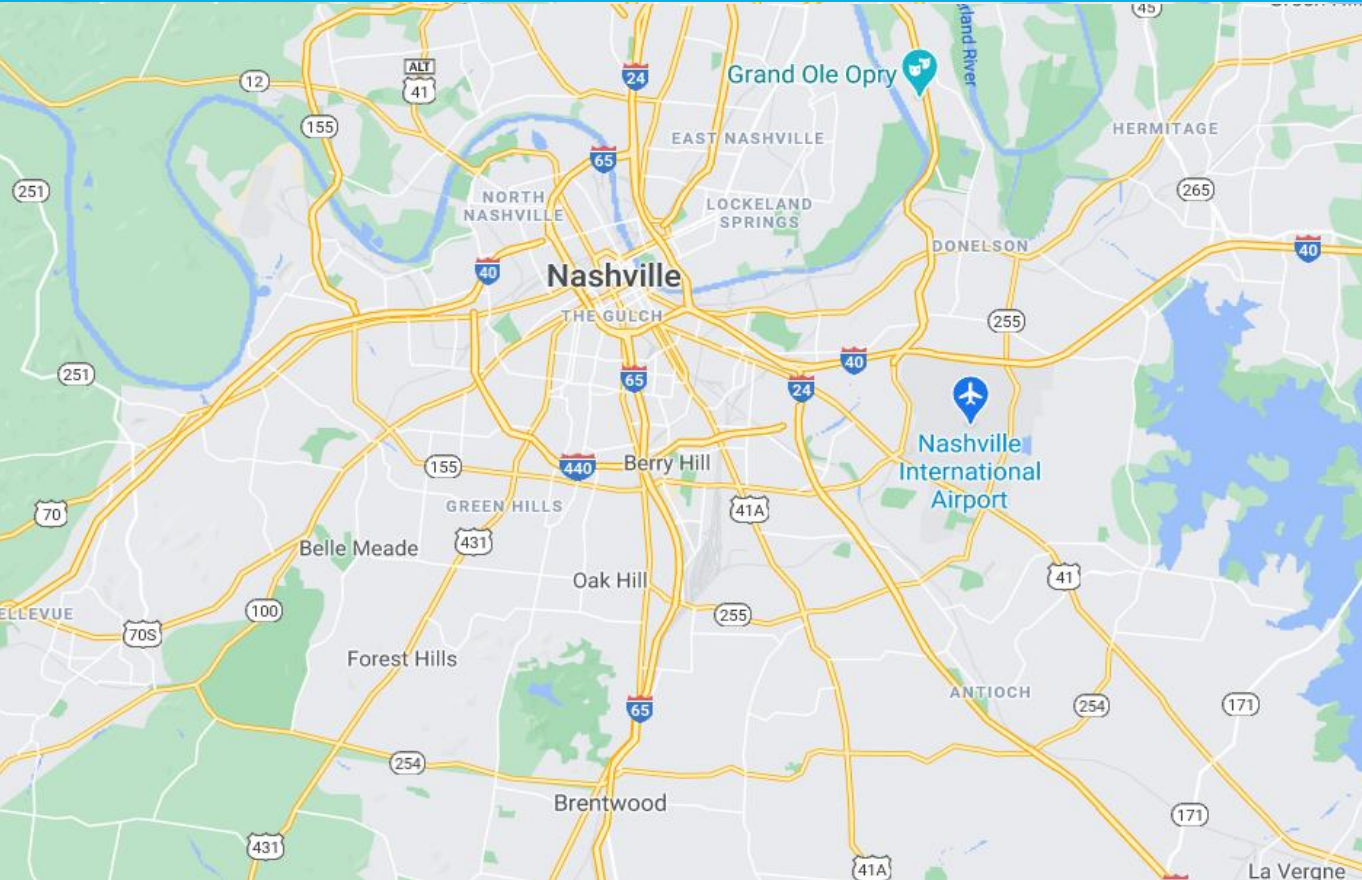 45
24
Grand Ole Opry
ALT
41
12
155
EAST NASHVILLE
HERMITAGE
65
251
265
NORTH
NASHVILLE
LOCKELAND
SPRINGS
DONELSON
40
40
Nashville
THE GULCH
255
40
65
24
251
Nashville
International
Airport
155
440
Berry Hill
GREEN HILLS
41A
70
431
Belle Meade
Oak Hill
41
100
255
ELLEVUE
70S
Forest Hills
ANTIOCH
65
254
171
254
Brentwood
171
431
41A
La Vergne
rland River